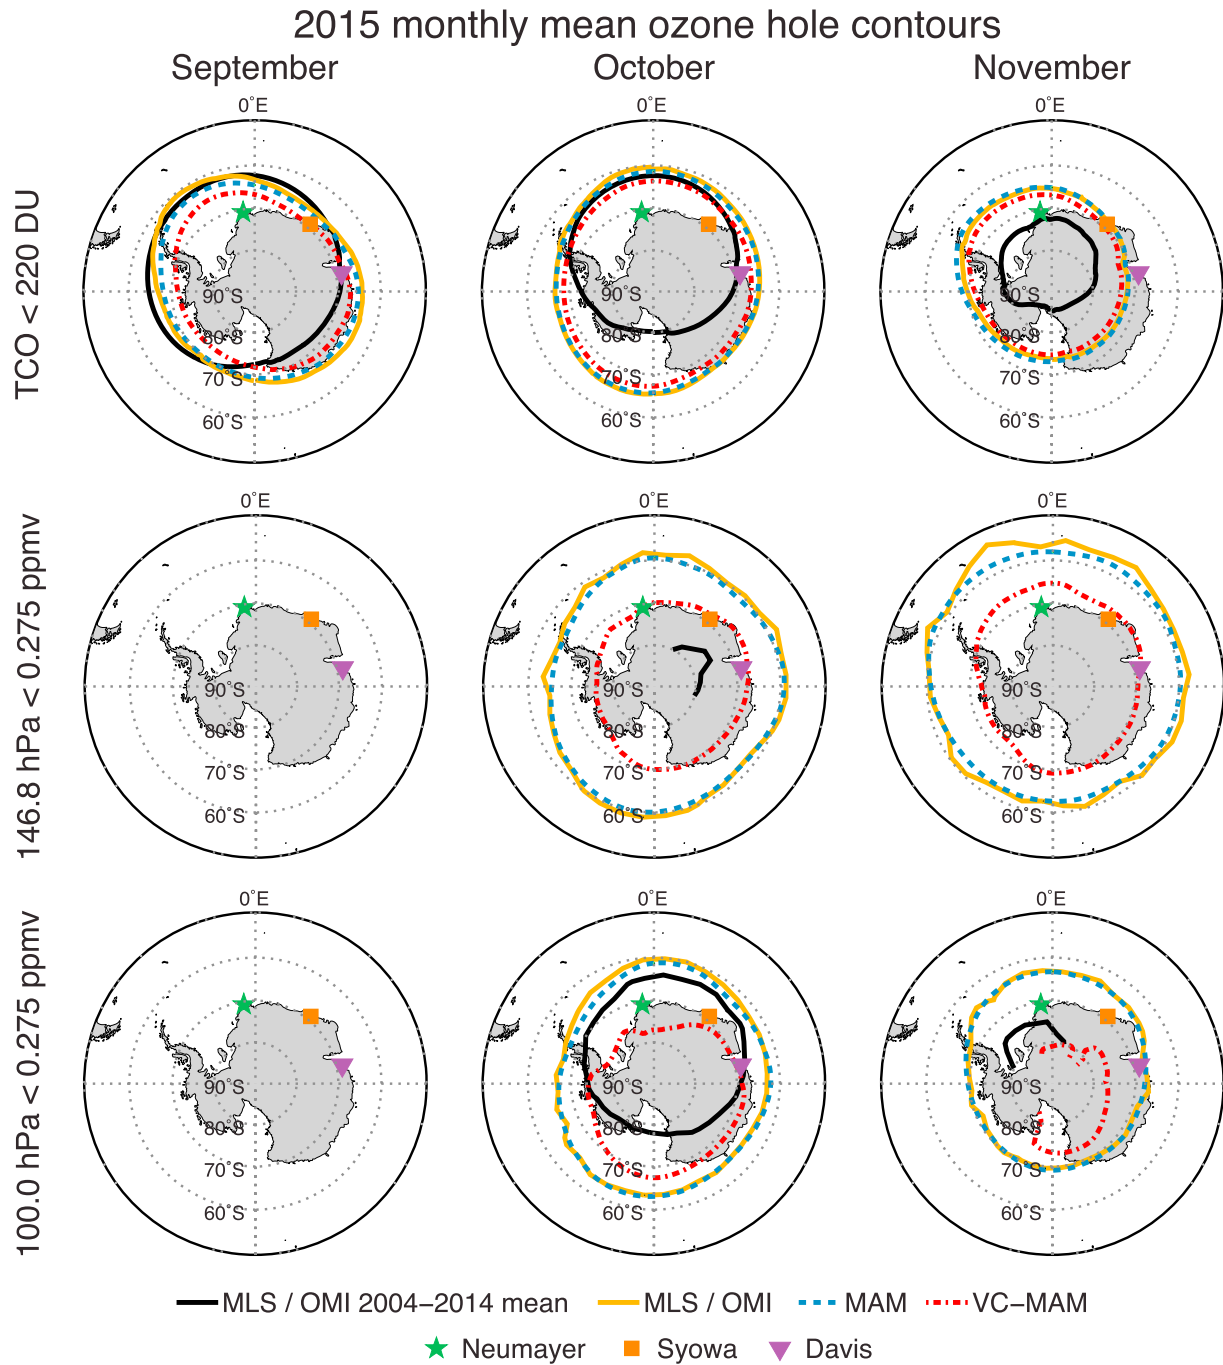 2015 monthly mean ozone hole contours
September October November
TCO < 220 DU
0°E 0°E 0°E
90°S 90°S 90°S
80°S 80°S 80°S
70°S 70°S 70°S
60°S 60°S 60°S
146.8 hPa < 0.275 ppmv
0°E 0°E 0°E
90°S 90°S 90°S
80°S 80°S 80°S
70°S 70°S 70°S
60°S 60°S 60°S
100.0 hPa < 0.275 ppmv
0°E 0°E 0°E
90°S 90°S 90°S
80°S 80°S 80°S
70°S 70°S 70°S
60°S 60°S 60°S
MLS / OMI 2004–2014 mean MLS / OMI MAM VC–MAM
Neumayer Syowa Davis